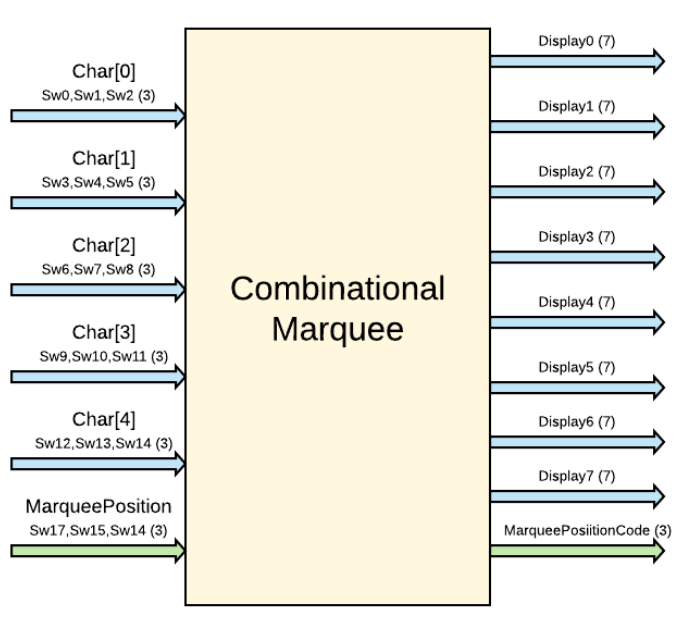 Char[0]
Sw0,Sw1,Sw2 (3)
Char[1]
Sw3,Sw4,Sw5 (3)
Char[2]
Sw6,Sw7,Sw8 (3)
Char[3]
Sw9,Sw10,Sw11 (3)
Char[4]
Sw12,Sw13,Sw14 (3)
MarqueePosition
Sw17,Sw15,Sw14 (3)
Combinational
Marquee
Display0 (7)
Display1 (7)
Display2 (7)
Display3 (7)
Display4 (7)
Display5 (7)
Display6 (7)
Display7 (7)
MarqueePosiitionCode (3)